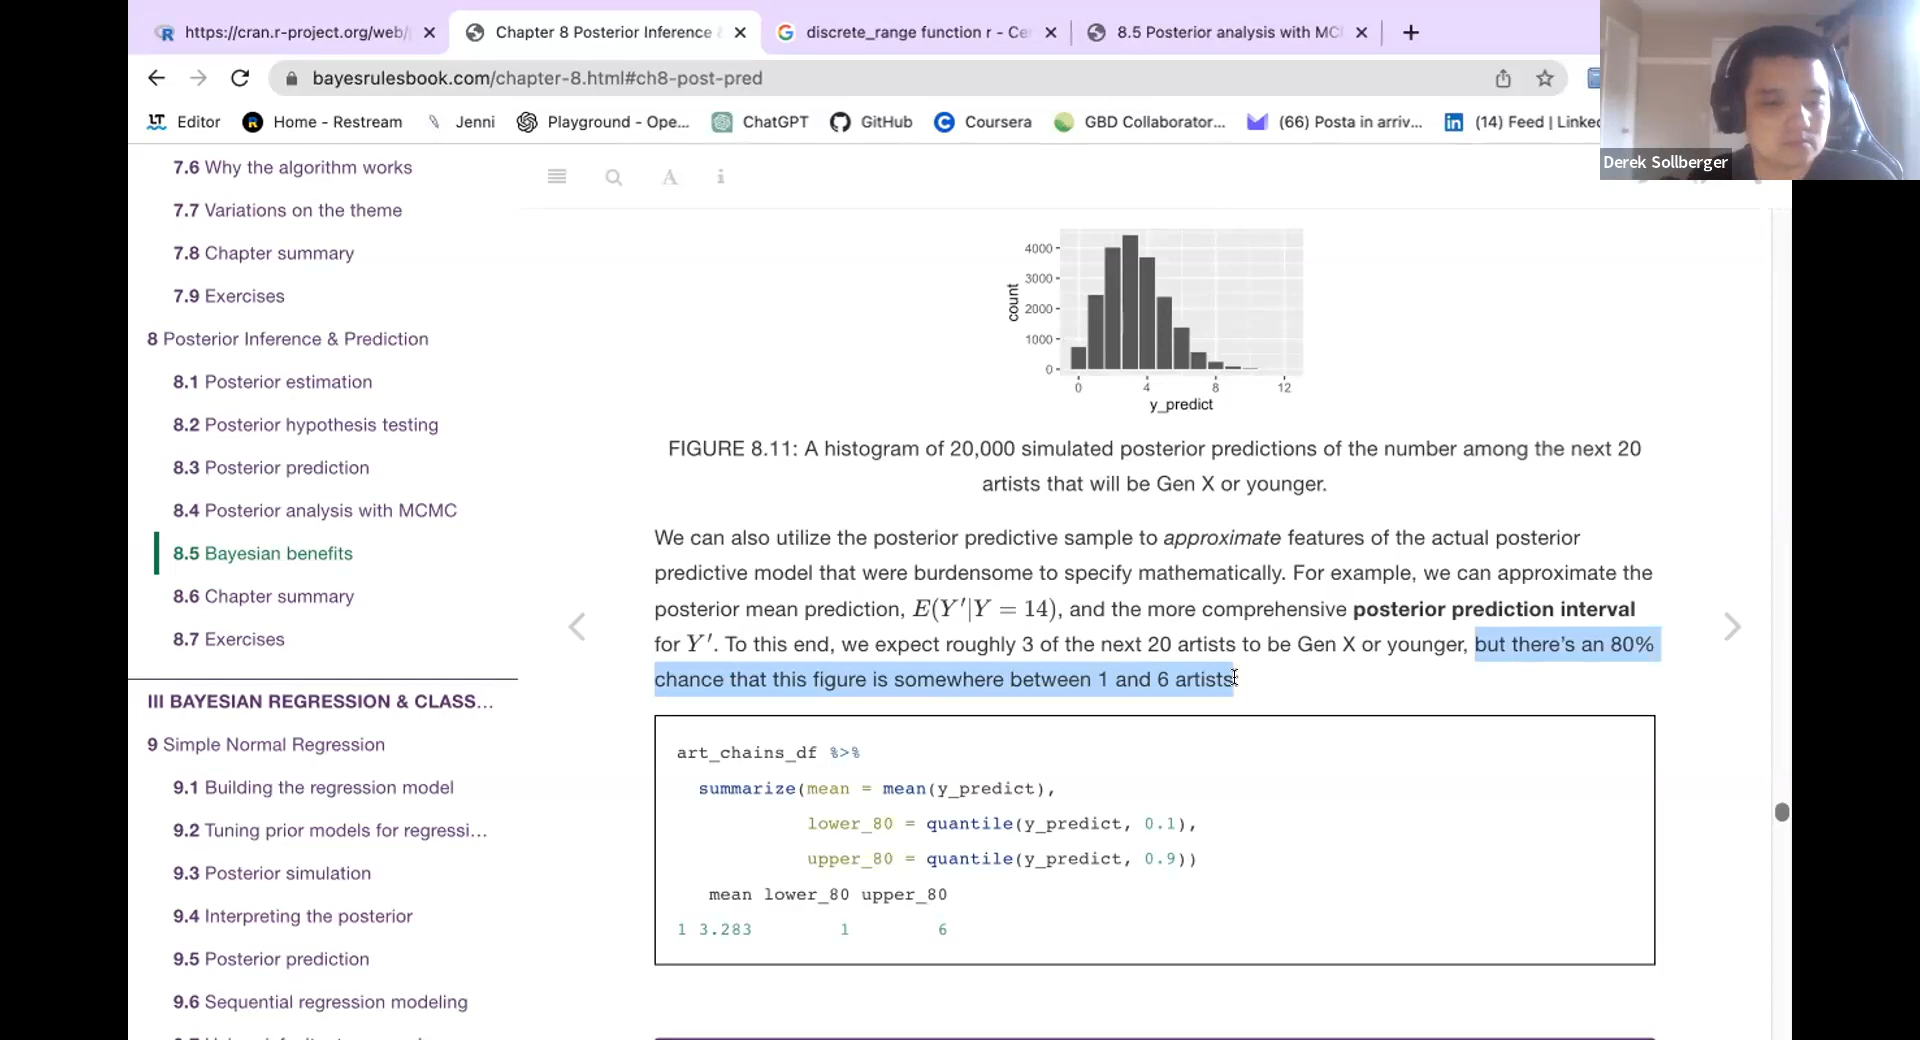 https://cran.r-project.org/web/
Chapter 8 Posterior Inference
discrete_range function r - Ce
8.5 Posterior analysis with MC
bayesrulesbook.com/chapter-8.html#ch8-post-pred
LT Editor
Home - Restream
Jenni
Playground - Ope...
ChatGPT
GitHub
Coursera
GBD Collaborator...
(66) Posta in arriv...
in (14) Feed | Linke
Derek Sollberger
7.6 Why the algorithm works
7.7 Variations on the theme
7.8 Chapter summary
7.9 Exercises
8 Posterior Inference & Prediction
8.1 Posterior estimation
8.2 Posterior hypothesis testing
8.3 Posterior prediction
8.4 Posterior analysis with MCMC
8.5 Bayesian benefits
8.6 Chapter summary
8.7 Exercises
III BAYESIAN REGRESSION & CLASS...
9 Simple Normal Regression
9.1 Building the regression model
9.2 Tuning prior models for regressi...
9.3 Posterior simulation
9.4 Interpreting the posterior
9.5 Posterior prediction
9.6 Sequential regression modeling
A
i
4000
3000
2000
1000
0
count
0 4 8 12
y_predict
FIGURE 8.11: A histogram of 20,000 simulated posterior predictions of the number among the next 20
artists that will be Gen X or younger.
We can also utilize the posterior predictive sample to approximate features of the actual posterior
predictive model that were burdensome to specify mathematically. For example, we can approximate the
posterior mean prediction, E(Y′|Y = 14), and the more comprehensive posterior prediction interval
for Y′. To this end, we expect roughly 3 of the next 20 artists to be Gen X or younger, but there's an 80%
chance that this figure is somewhere between 1 and 6 artists
art_chains_df %>%
summarize(mean = mean(y_predict),
lower_80 = quantile(y_predict, 0.1),
upper_80 = quantile(y_predict, 0.9))
mean lower_80 upper_80
1 3.283 1 6